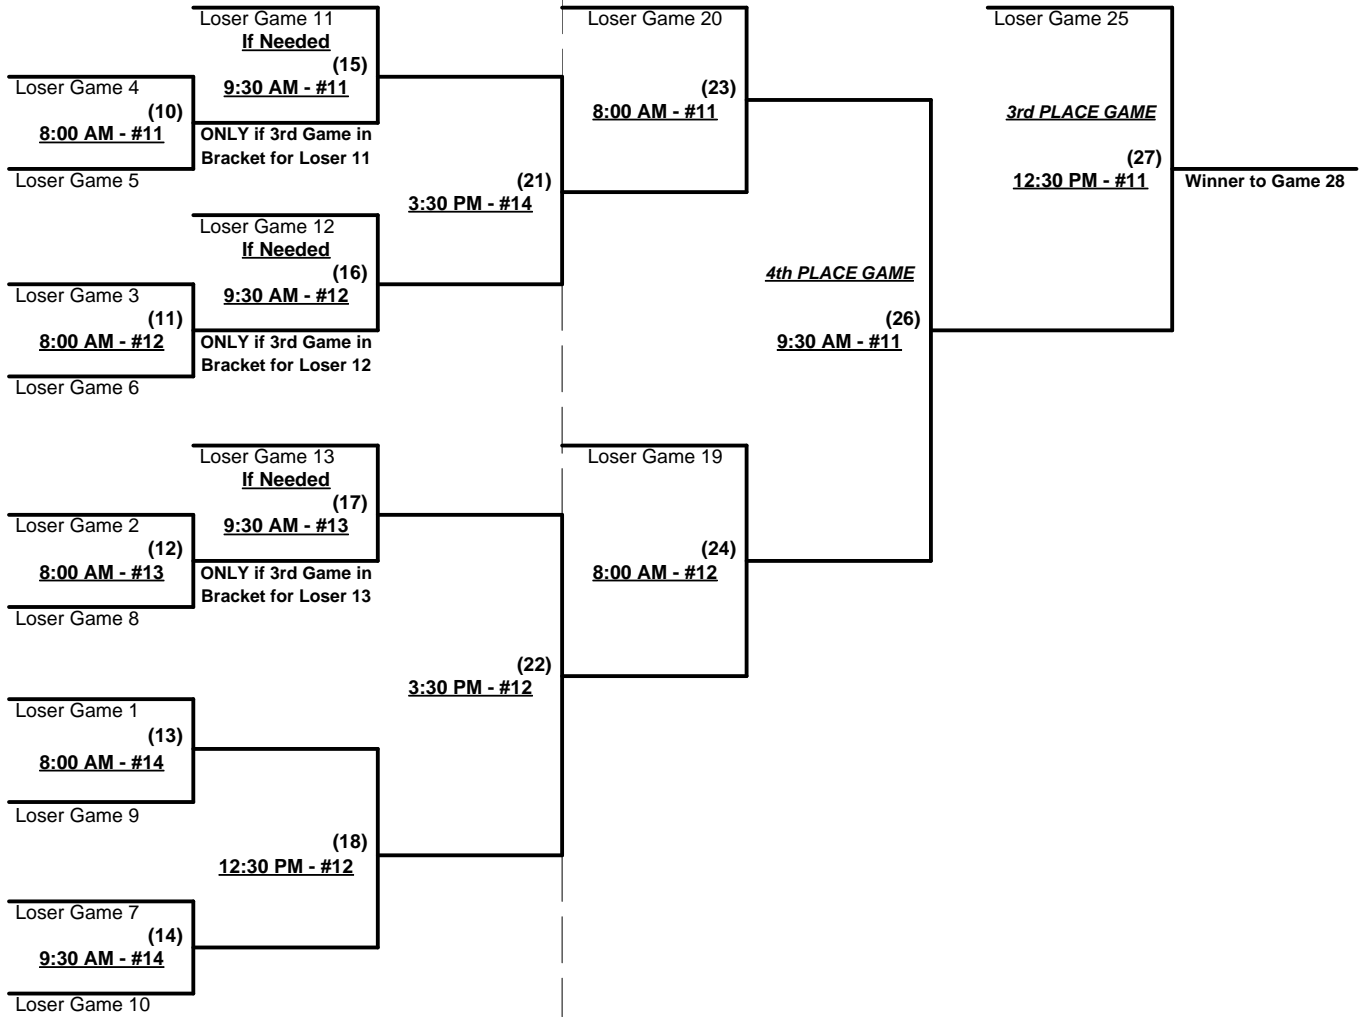 Loser Game 11
If Needed
(15)
9:30 AM - #11
Loser Game 4
(10)
8:00 AM - #11
ONLY if 3rd Game in
Bracket for Loser 11
Loser Game 5
Loser Game 12
If Needed
(16)
9:30 AM - #12
Loser Game 3
(11)
8:00 AM - #12
ONLY if 3rd Game in
Bracket for Loser 12
Loser Game 6
(21)
3:30 PM - #14
Loser Game 13
If Needed
(17)
9:30 AM - #13
Loser Game 2
(12)
8:00 AM - #13
ONLY if 3rd Game in
Bracket for Loser 13
Loser Game 8
(22)
3:30 PM - #12
Loser Game 1
(13)
8:00 AM - #14
Loser Game 9
(18)
12:30 PM - #12
Loser Game 7
(14)
9:30 AM - #14
Loser Game 10
Loser Game 20
(23)
8:00 AM - #11
4th PLACE GAME
(26)
9:30 AM - #11
Loser Game 19
(24)
8:00 AM - #12
Loser Game 25
3rd PLACE GAME
(27)
12:30 PM - #11
Winner to Game 28